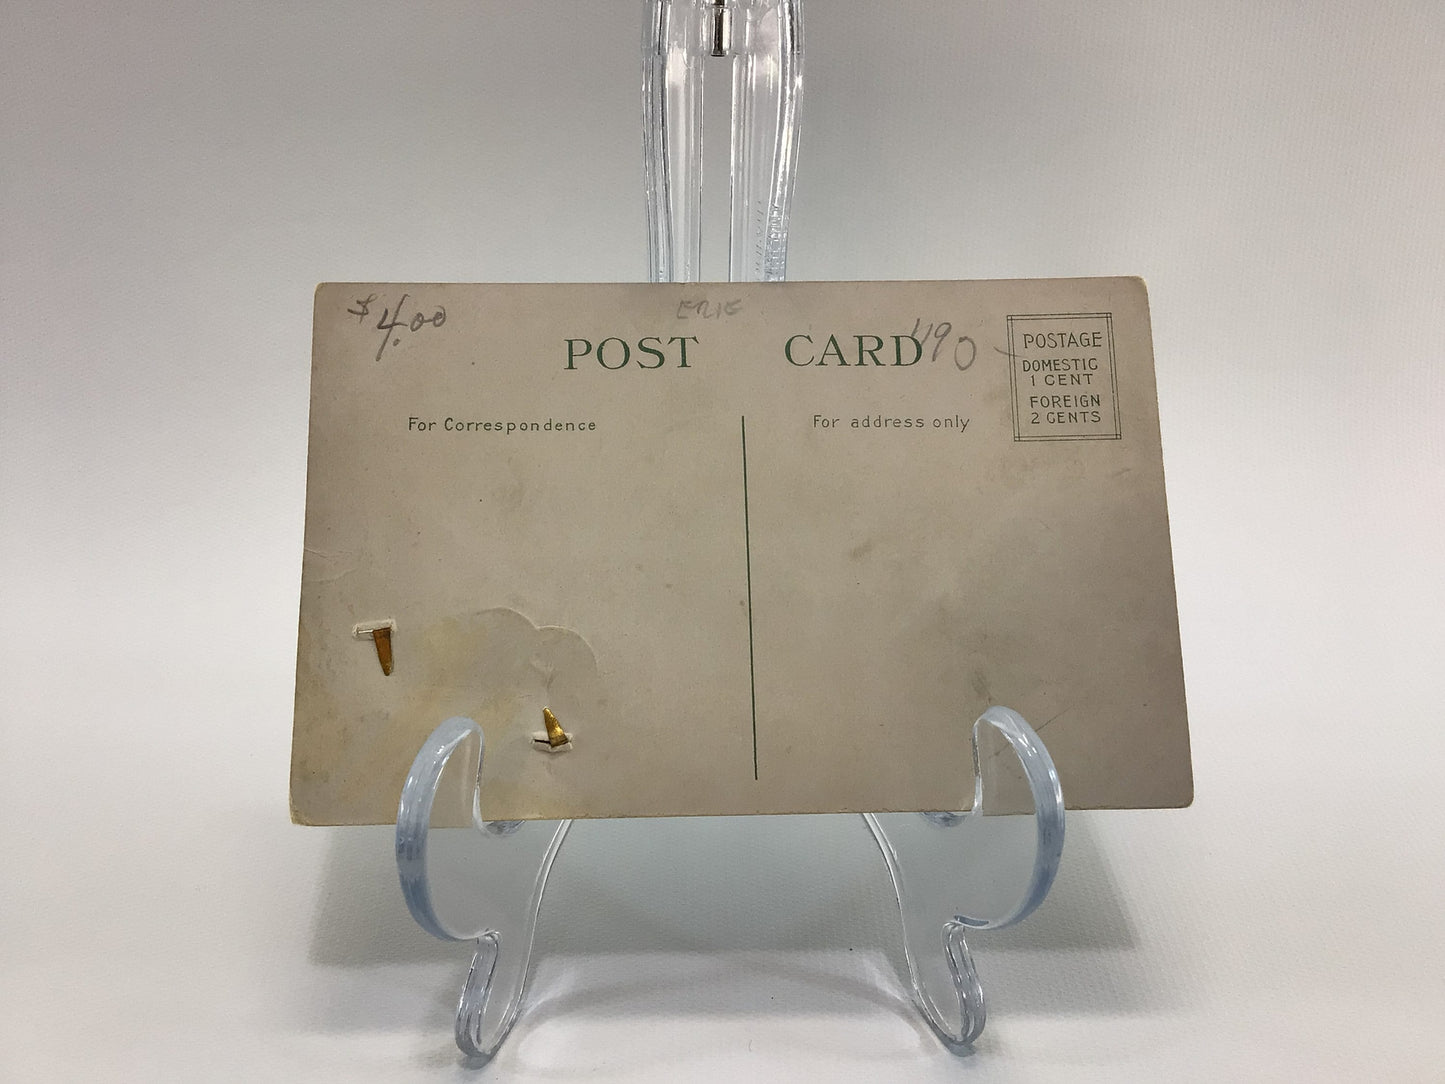 $4.00
ERIE
POST CARD
490
For Correspondence
For address only
POSTAGE
DOMESTIC
1 CENT
FOREIGN
2 CENTS